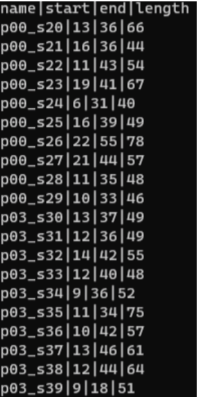 name|start|end|length
p00_s20|13|36|66
p00_s21|16|36|44
p00_s22|11|43|54
p00_s23|19|41|67
p00_s24|6|31|40
p00_s25|16|39|49
p00_s26|22|55|78
p00_s27|21|44|57
p00_s28|11|35|48
p00_s29|10|33|46
p03_s30|13|37|49
p03_s31|12|36|49
p03_s32|14|42|55
p03_s33|12|40|48
p03_s34|9|36|52
p03_s35|11|34|75
p03_s36|10|42|57
p03_s37|13|46|61
p03_s38|12|44|64
p03_s39|9|18|51